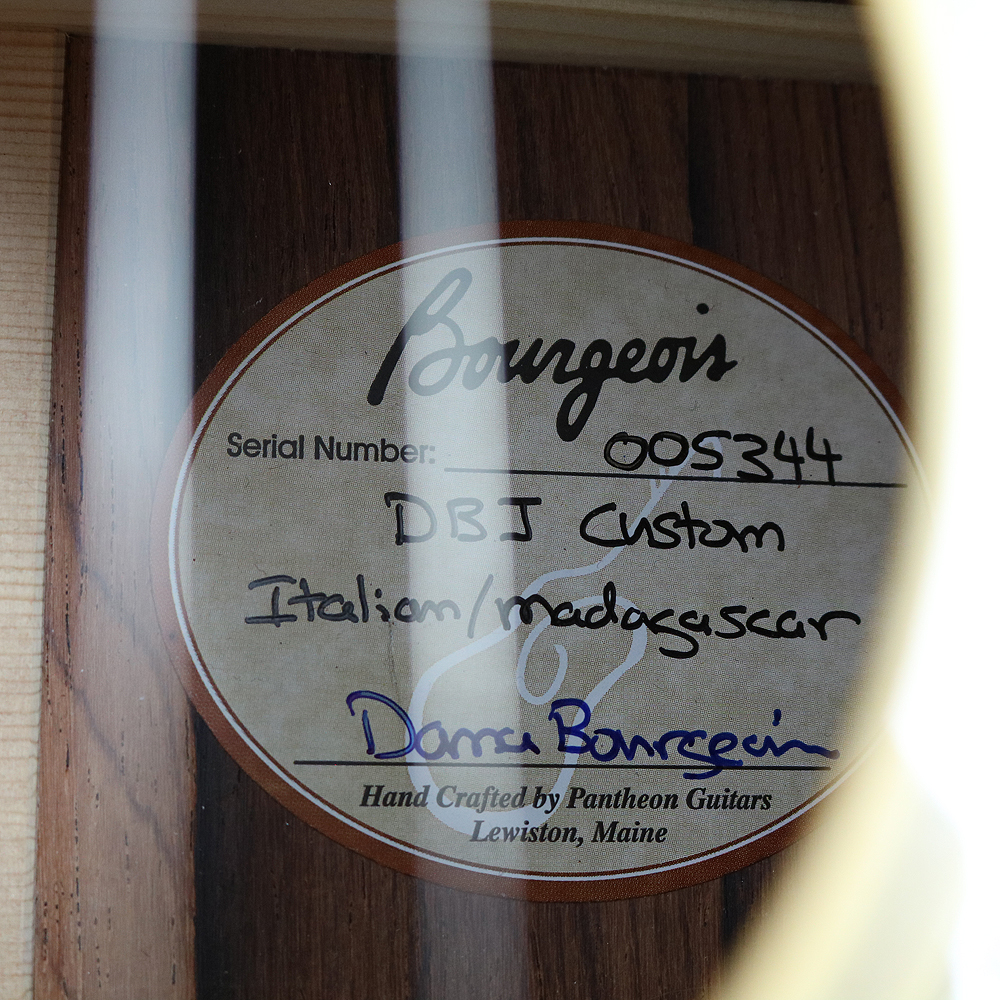 Bourgeois
Serial Number: 005344
DBJ Custom
Italian/madagascar
Dana Bourgeois
Hand Crafted by Pantheon Guitars
Lewiston, Maine